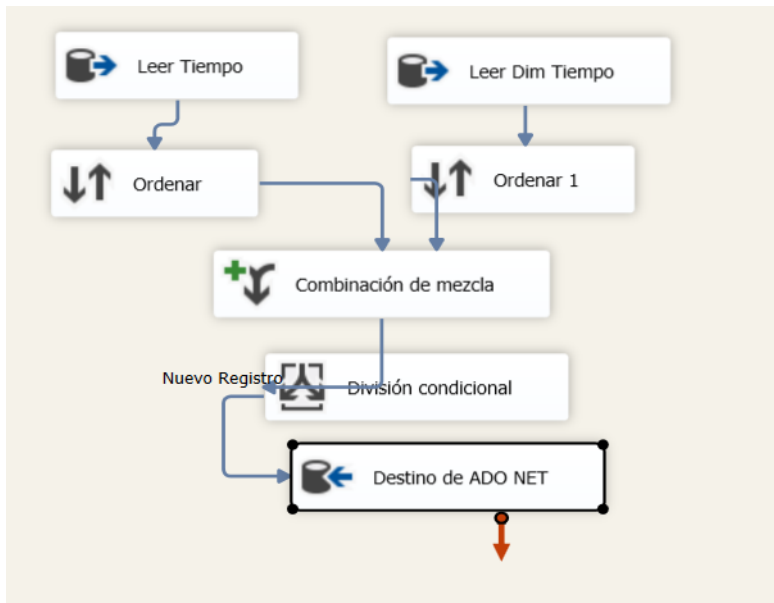 Leer Tiempo
Leer Dim Tiempo
Ordenar
Ordenar 1
Combinación de mezcla
Nuevo Registro
División condicional
Destino de ADO NET